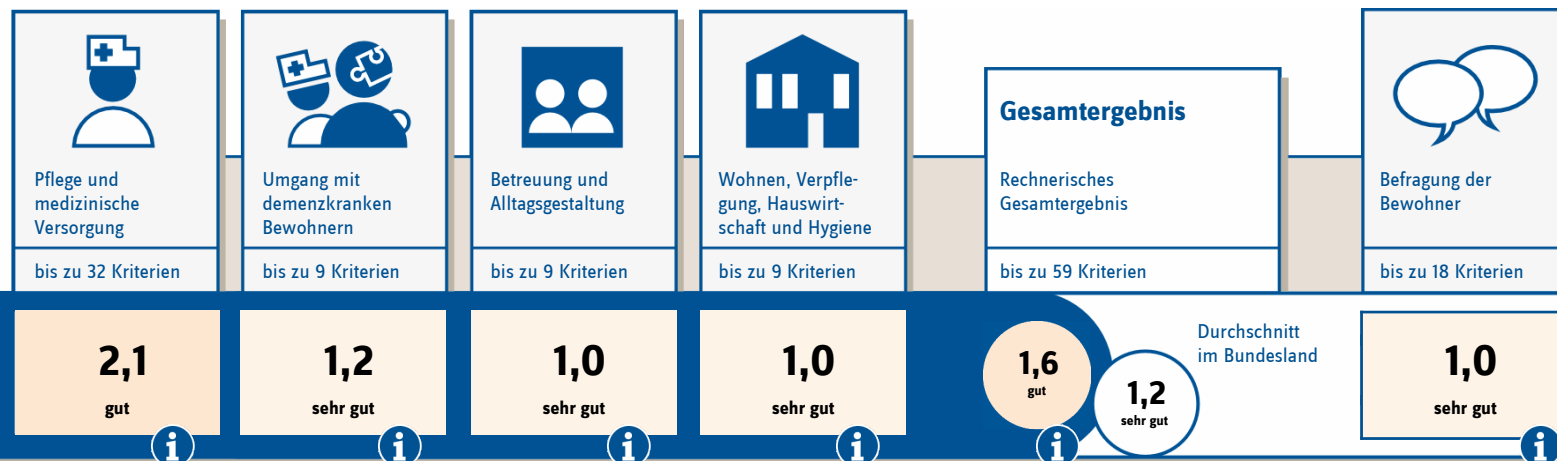 Pflege und
medizinische
Versorgung
bis zu 32 Kriterien
2,1
gut
i
Umgang mit
demenzkranken
Bewohnern
bis zu 9 Kriterien
1,2
sehr gut
i
Betreuung und
Alltagsgestaltung
bis zu 9 Kriterien
1,0
sehr gut
i
Wohnen, Verpfle-
gung, Hauswirt-
schaft und Hygiene
bis zu 9 Kriterien
1,0
sehr gut
i
Gesamtergebnis
Rechnerisches
Gesamtergebnis
bis zu 59 Kriterien
1,6
gut
i
1,2
sehr gut
Durchschnitt
im Bundesland
Befragung der
Bewohner
bis zu 18 Kriterien
1,0
sehr gut
i